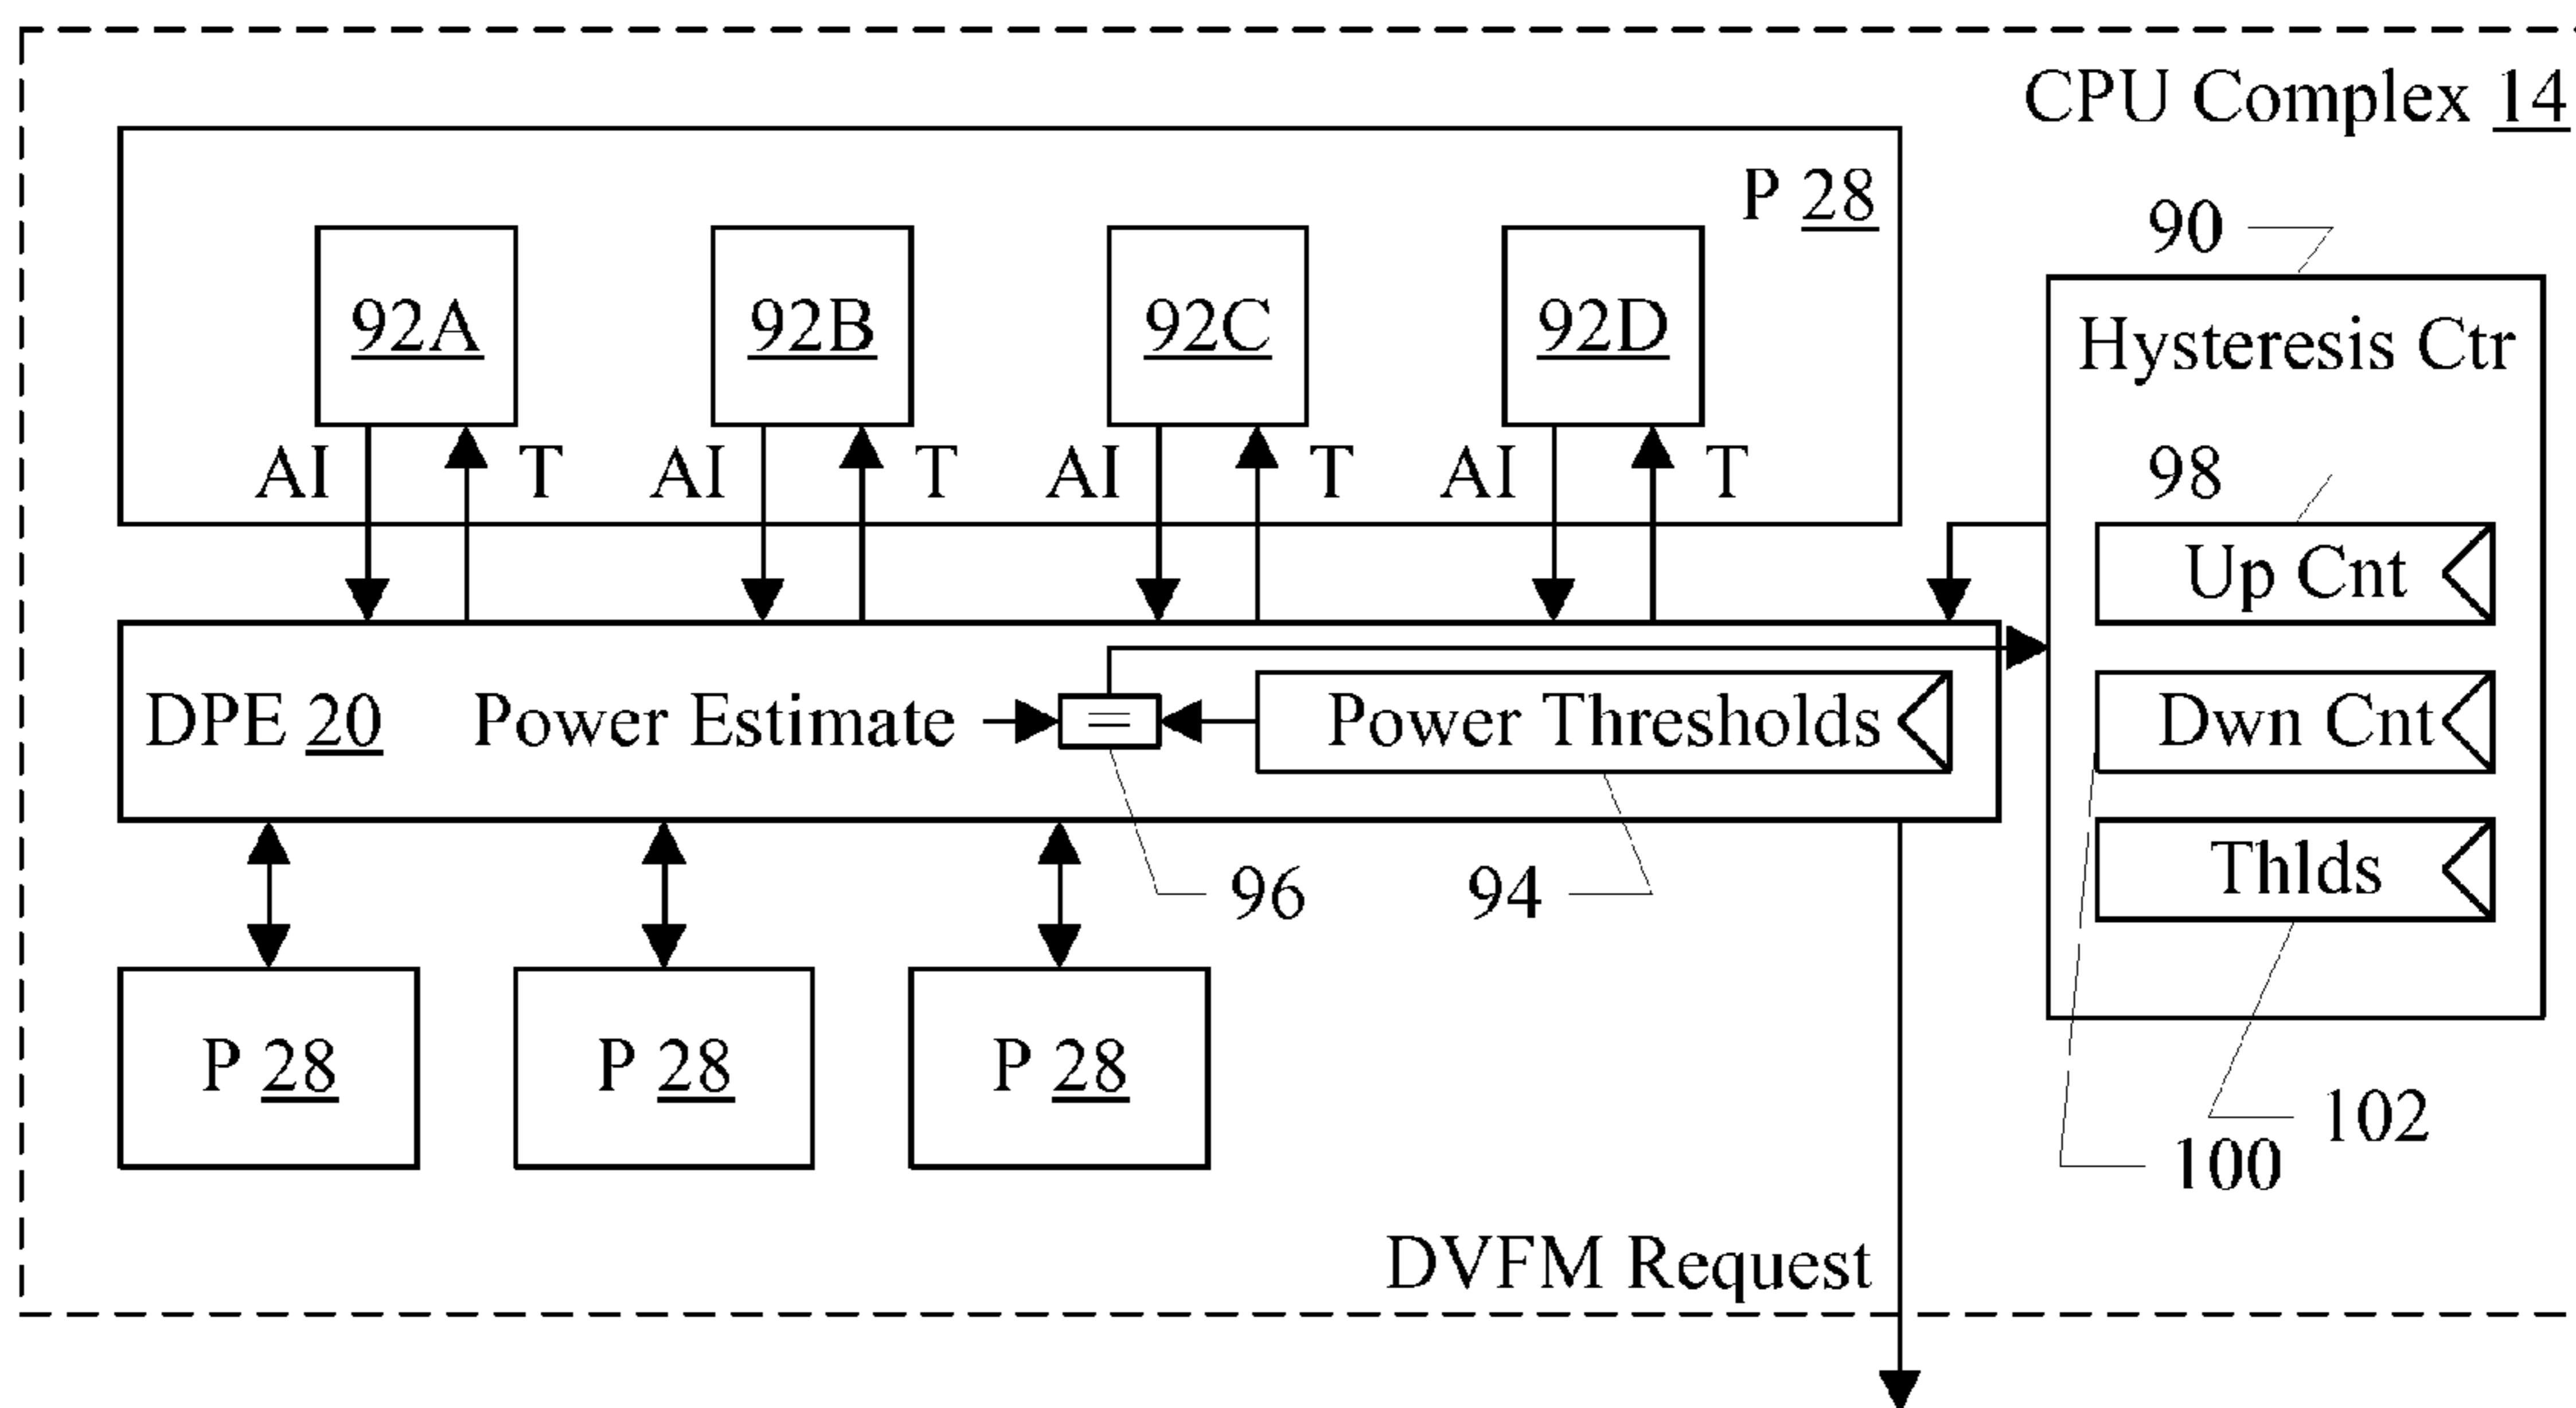 CPU Complex 14
P 28
90
92A 92B 92C 92D
Hysteresis Ctr
AI T AI T AI T AI T
98
Up Cnt
DPE 20 Power Estimate = Power Thresholds
Dwn Cnt
96 94
Thlds
P 28 P 28 P 28
102
100
DVFM Request